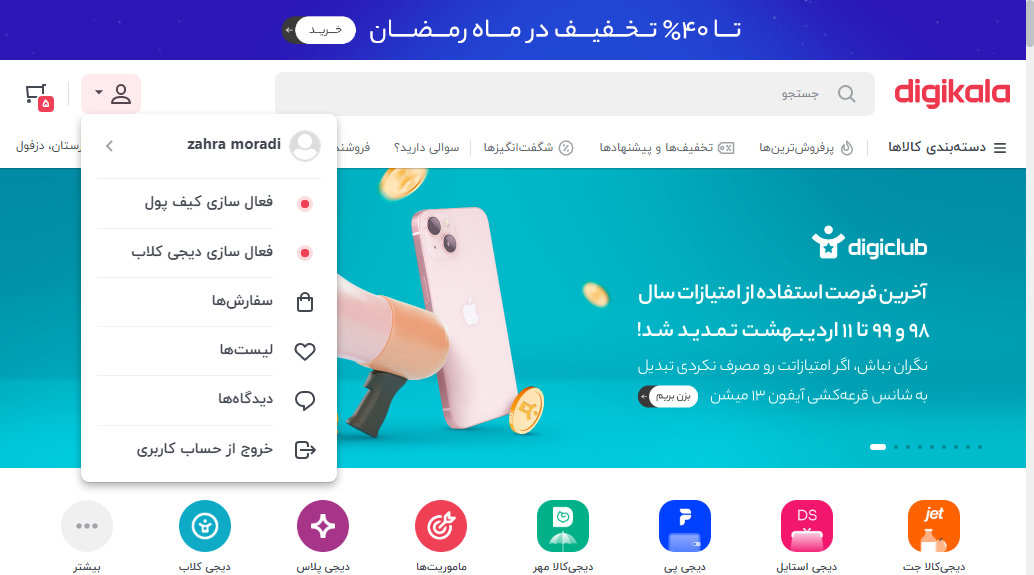 تا ۴۰% تخفیف در ماه رمضان
خرید
digikala
جستجو
۵
دسته‌بندی کالاها
پرفروش‌ترین‌ها
تخفیف‌ها و پیشنهادها
شگفت‌انگیزها
سوالی دارید؟
فروشند
رستان، دزفول
zahra moradi
فعال سازی کیف پول
فعال سازی دیجی کلاب
سفارش‌ها
لیست‌ها
دیدگاه‌ها
خروج از حساب کاربری
digiclub
آخرین فرصت استفاده از امتیازات سال
۹۸ و ۹۹ تا ۱۱ اردیبهشت تمدید شد!
نگران نباش، اگر امتیازاتت رو مصرف نکردی تبدیل
به شانس قرعه‌کشی آیفون ۱۳ میشن
بزن بریم
jet
DS
دیجی‌کالا جت
دیجی استایل
دیجی پی
دیجی‌کالا مهر
ماموریت‌ها
دیجی پلاس
دیجی کلاب
بیشتر